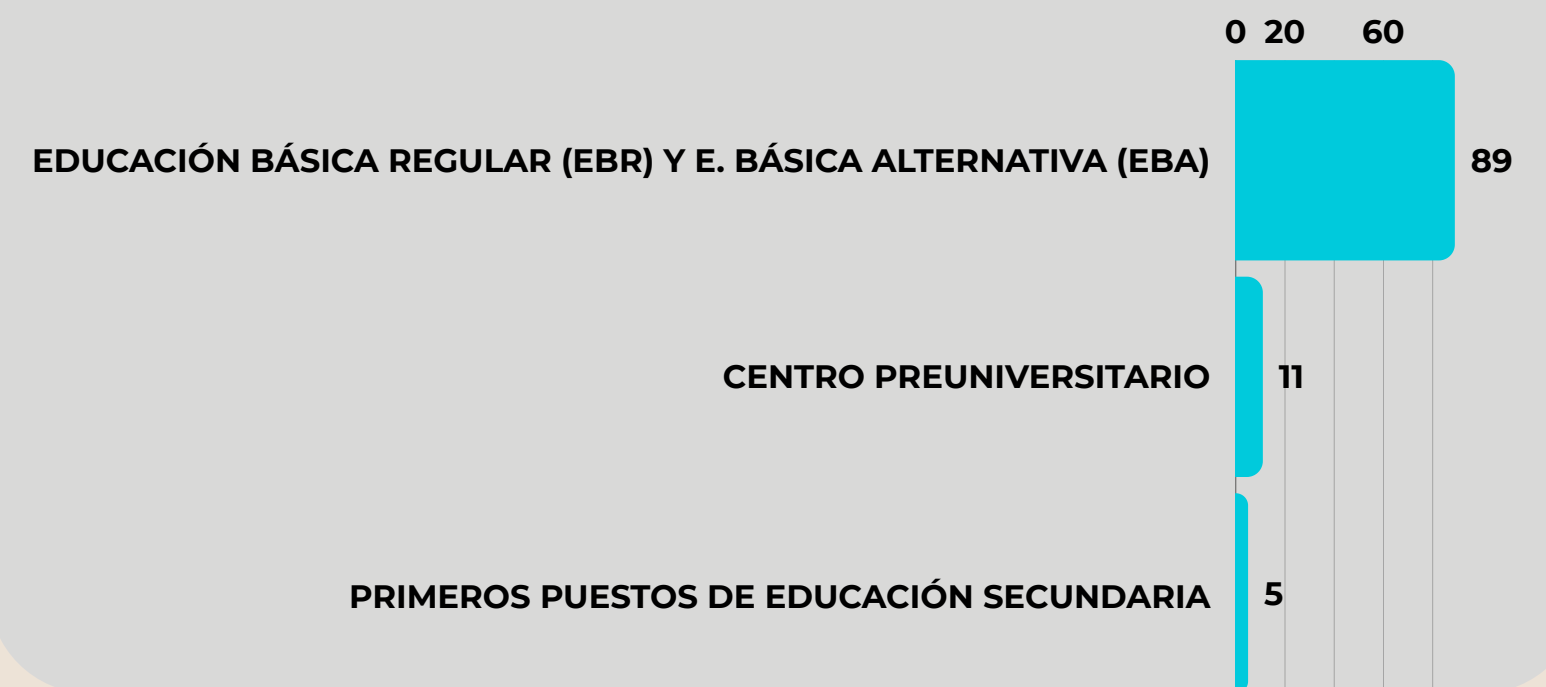 0 20 60
EDUCACIÓN BÁSICA REGULAR (EBR) Y E. BÁSICA ALTERNATIVA (EBA) 89
CENTRO PREUNIVERSITARIO 11
PRIMEROS PUESTOS DE EDUCACIÓN SECUNDARIA 5